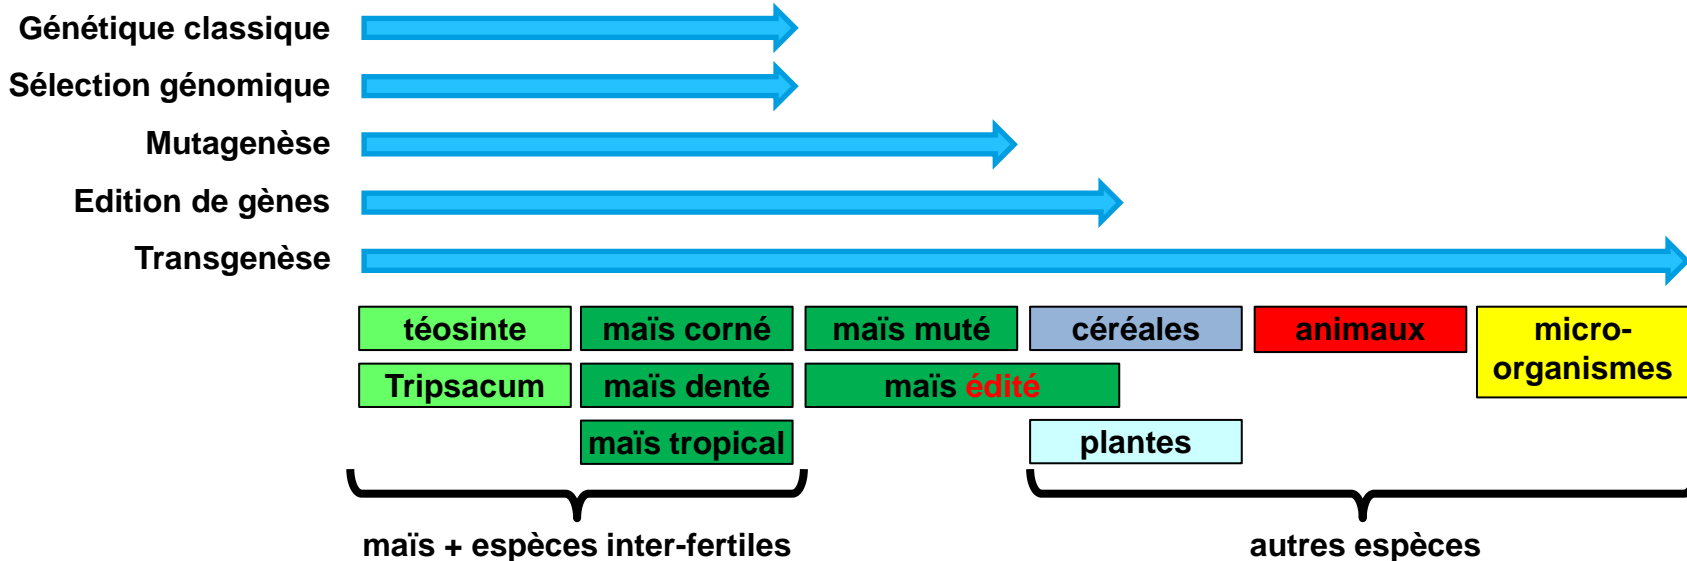 Génétique classique
Sélection génomique
Mutagenèse
Edition de gènes
Transgenèse
téosinte
maïs corné
maïs muté
céréales
animaux
micro-
organismes
Tripsacum
maïs denté
maïs édité
maïs tropical
plantes
maïs + espèces inter-fertiles
autres espèces